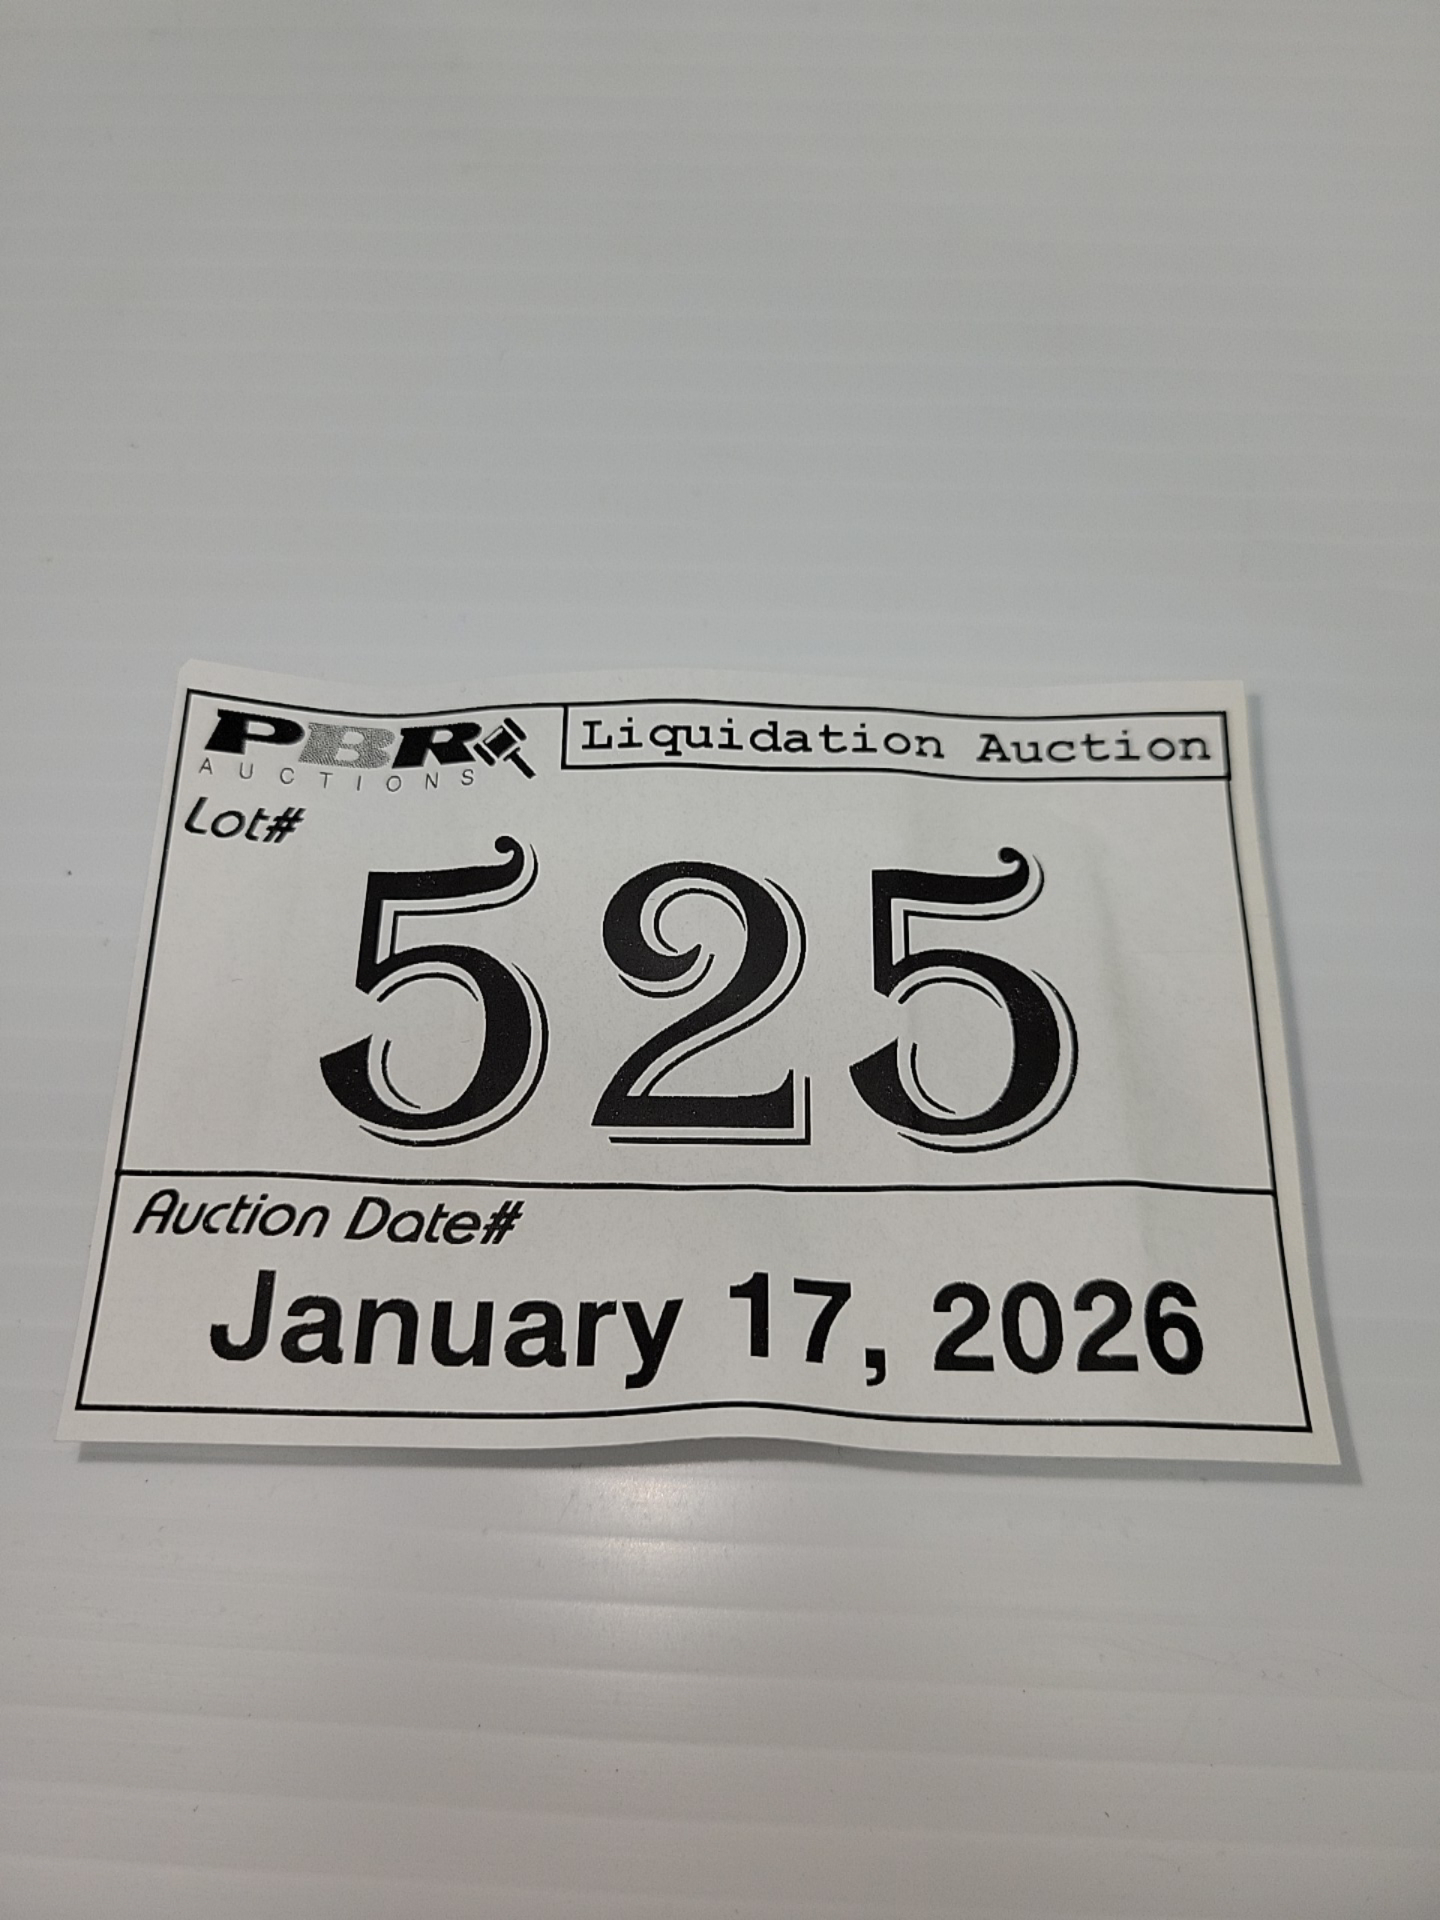 PBR
AUCTIONS
Liquidation Auction
Lot#
525
Auction Date#
January 17, 2026